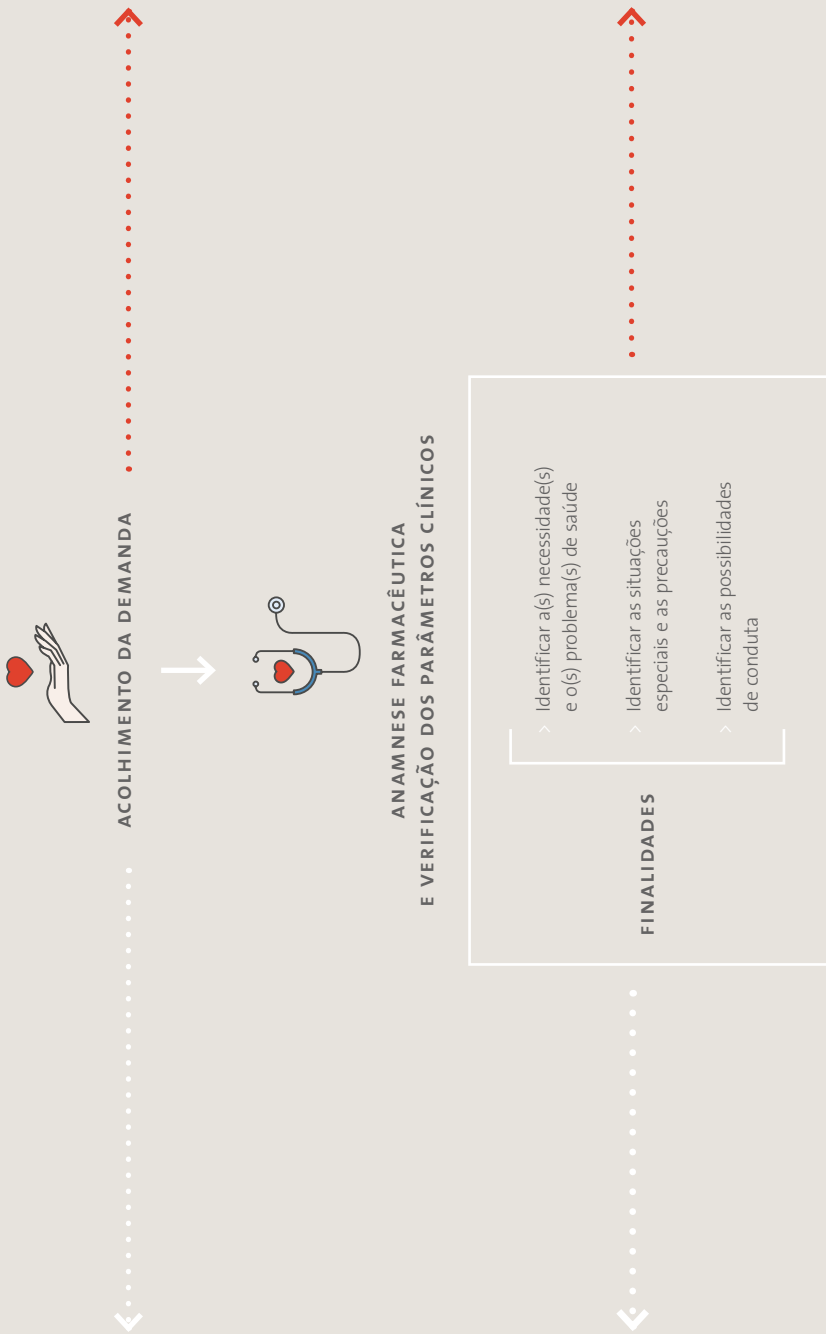 ACOLHIMENTO DA DEMANDA
ANAMNESE FARMACÊUTICA
E VERIFICAÇÃO DOS PARÂMETROS CLÍNICOS
FINALIDADES
Identificar a(s) necessidade(s)
e o(s) problema(s) de saúde
Identificar as situações
especiais e as precauções
Identificar as possibilidades
de conduta